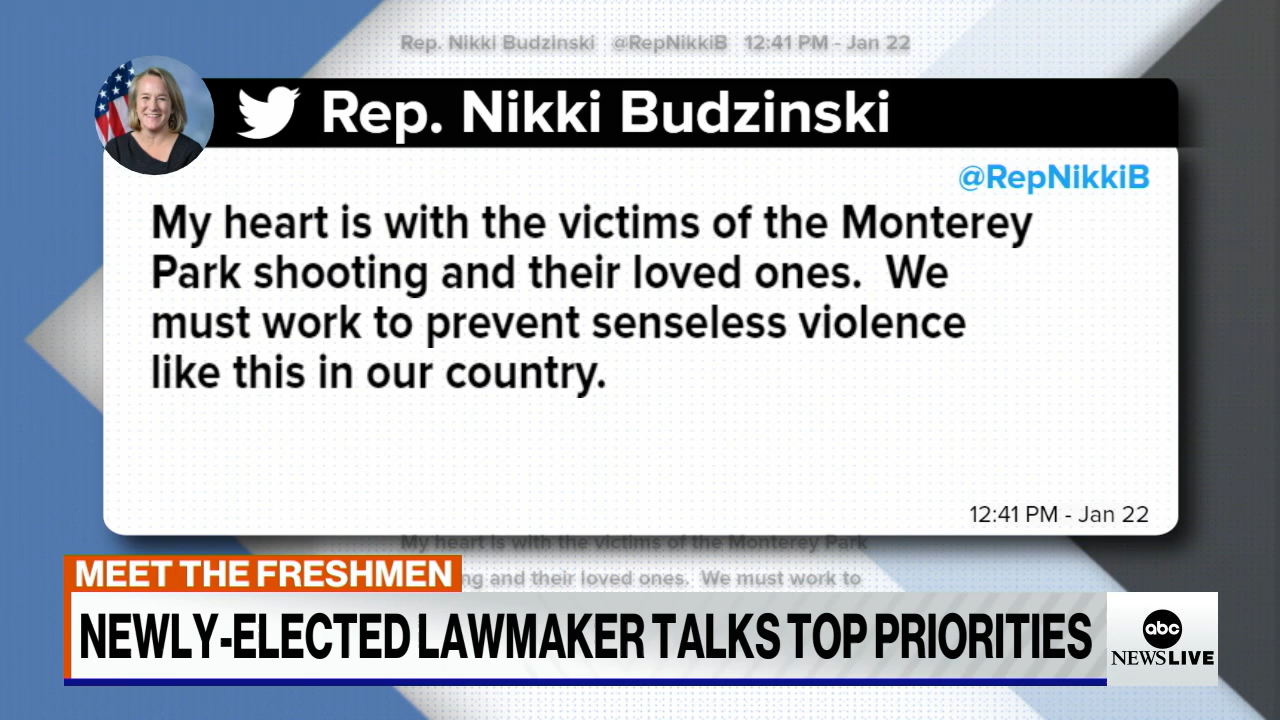 Rep. Nikki Budzinski @RepNikkiB 12:41 PM - Jan 22
Rep. Nikki Budzinski
@RepNikkiB
My heart is with the victims of the Monterey
Park shooting and their loved ones. We
must work to prevent senseless violence
like this in our country.
12:41 PM - Jan 22
My heart is with the victims of the Monterey Park
ng and their loved ones. We must work to
MEET THE FRESHMEN
NEWLY-ELECTED LAWMAKER TALKS TOP PRIORITIES
abc
NEWS LIVE